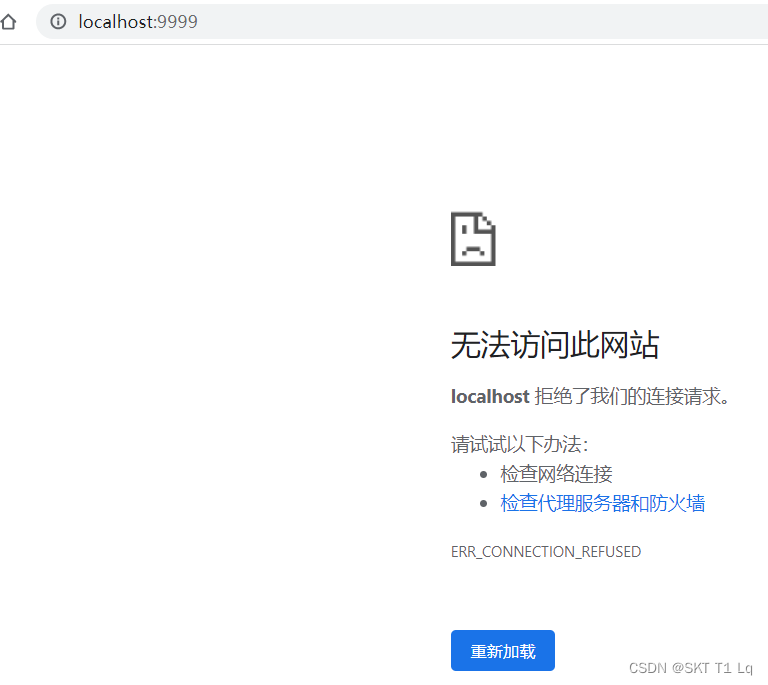 localhost:9999
无法访问此网站
localhost 拒绝了我们的连接请求。
请试试以下办法：
检查网络连接
检查代理服务器和防火墙
ERR_CONNECTION_REFUSED
重新加载
CSDN @SKT T1 Lq